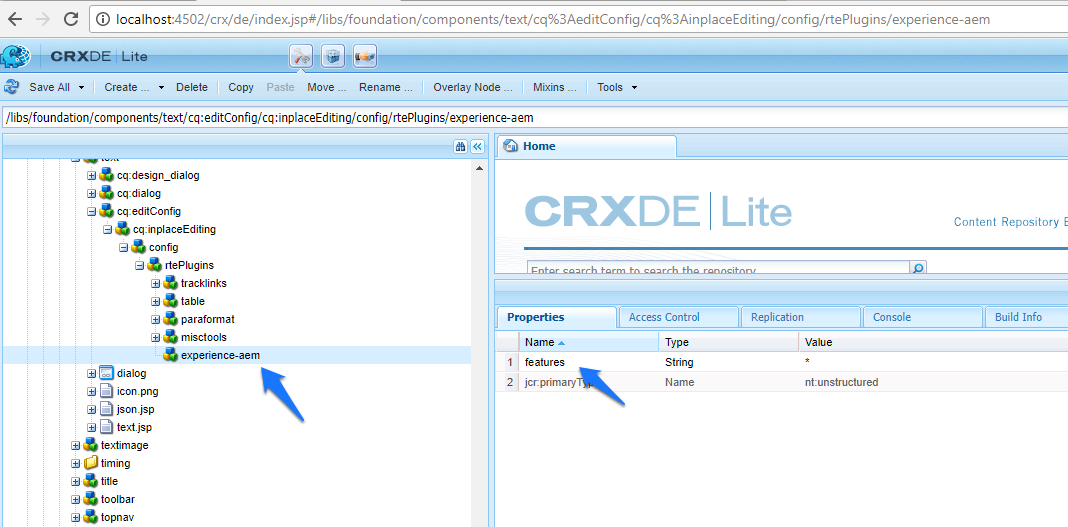 localhost:4502/crx/de/index.jsp#/libs/foundation/components/text/cq%3AeditConfig/cq%3AinplaceEditing/config/rtePlugins/experience-aem
CRXDE | Lite
Save All Create ... Delete Copy Paste Move ... Rename ... Overlay Node ... Mixins ... Tools
/libs/foundation/components/text/cq:editConfig/cq:inplaceEditing/config/rtePlugins/experience-aem
text
cq:design_dialog
cq:dialog
cq:editConfig
cq:inplaceEditing
config
rtePlugins
tracklinks
table
paraformat
misctools
experience-aem
dialog
icon.png
json.jsp
text.jsp
textimage
timing
title
toolbar
topnav
Home
CRXDE | Lite
Content Repository
Enter search term to search the repository
Properties Access Control Replication Console Build Info
Name Type Value
1 features String *
2 jcr:primaryTyp Name nt:unstructured